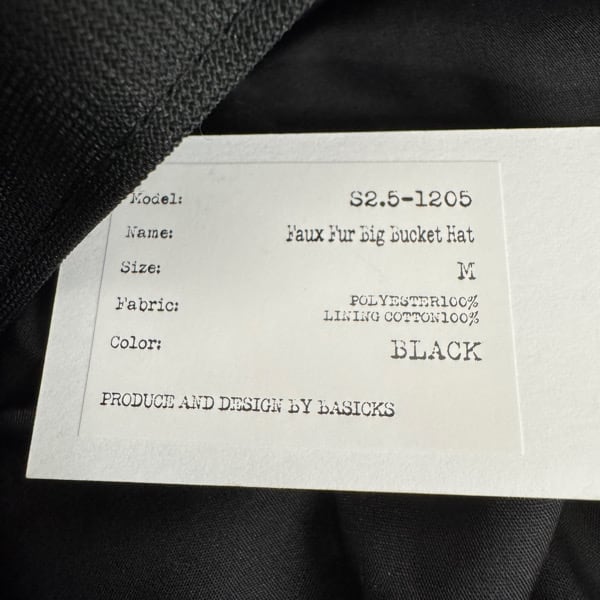 Model: S2.5-1205
Name: Faux Fur Big Bucket Hat
Size: M
Fabric: POLYESTER100%
LINING COTTON100%
Color: BLACK
PRODUCE AND DESIGN BY BASICKS